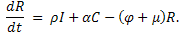 dR/dt = ρI + αC − (φ + μ)R.